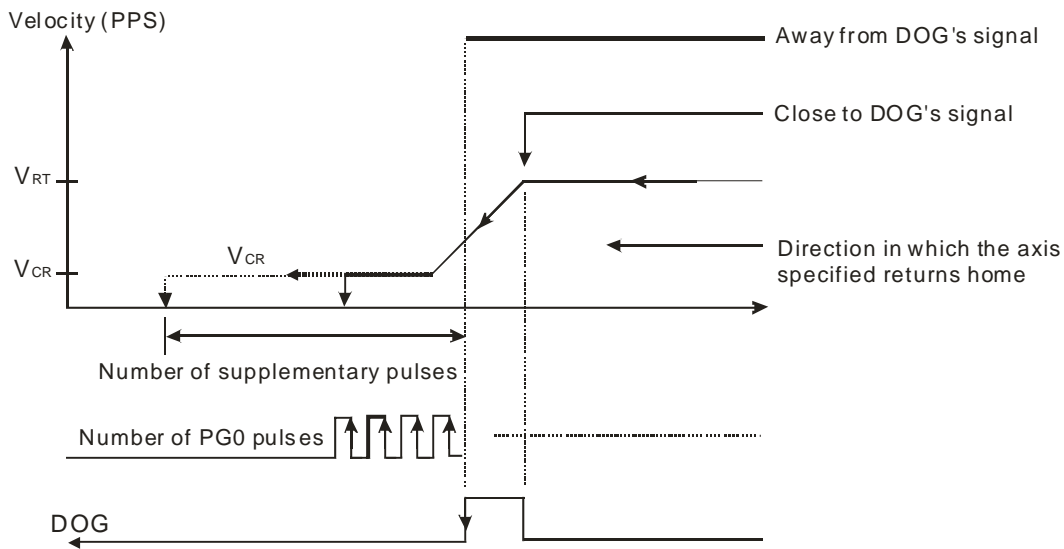 Velocity (PPS)
Away from DOG's signal
Close to DOG's signal
VRT
VCR
VCR
Direction in which the axis
specified returns home
Number of supplementary pulses
Number of PG0 pulses
DOG